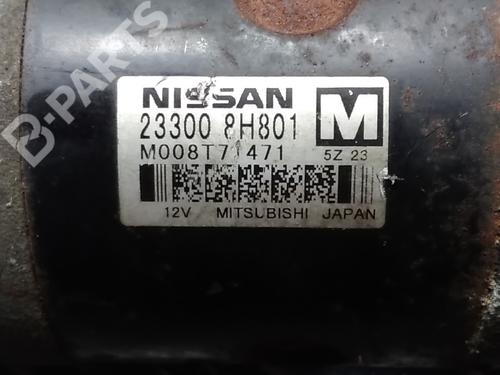 B-PARTS
NISSAN
23300 8H801 M
M008T71471 5Z 23
12V MITSUBISHI JAPAN